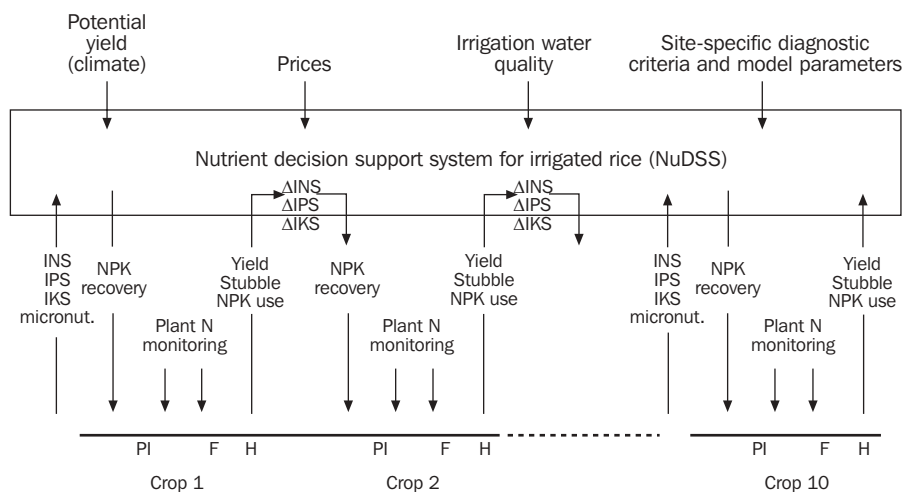 Potential
yield
(climate)
Prices
Irrigation water
quality
Site-specific diagnostic
criteria and model parameters
Nutrient decision support system for irrigated rice (NuDSS)
ΔINS
ΔIPS
ΔIKS
ΔINS
ΔIPS
ΔIKS
INS
IPS
IKS
micronut.
NPK
recovery
Yield
Stubble
NPK use
NPK
recovery
Yield
Stubble
NPK use
INS
IPS
IKS
micronut.
NPK
recovery
Yield
Stubble
NPK use
Plant N
monitoring
Plant N
monitoring
Plant N
monitoring
PI F H PI F H PI F H
Crop 1 Crop 2 Crop 10